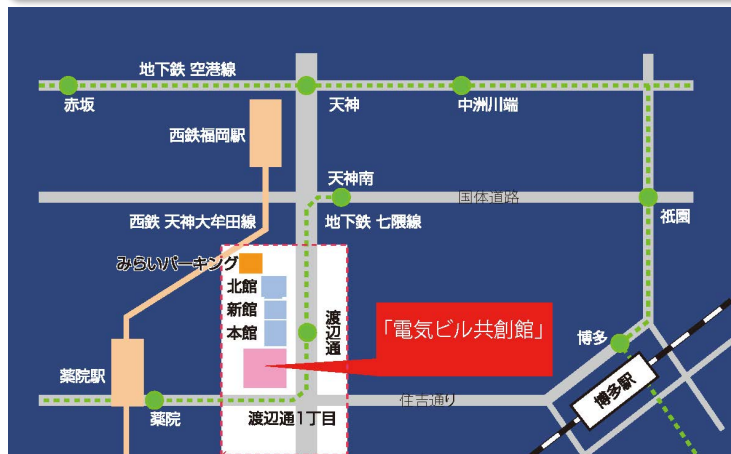 地下鉄 空港線
赤坂
天神
中洲川端
西鉄福岡駅
天神南
国体道路
西鉄 天神大牟田線
地下鉄 七隈線
祇園
みらいパーキング
北館
新館
本館
渡辺通
「電気ビル共創館」
博多
博多駅
薬院駅
薬院
渡辺通1丁目
住吉通り